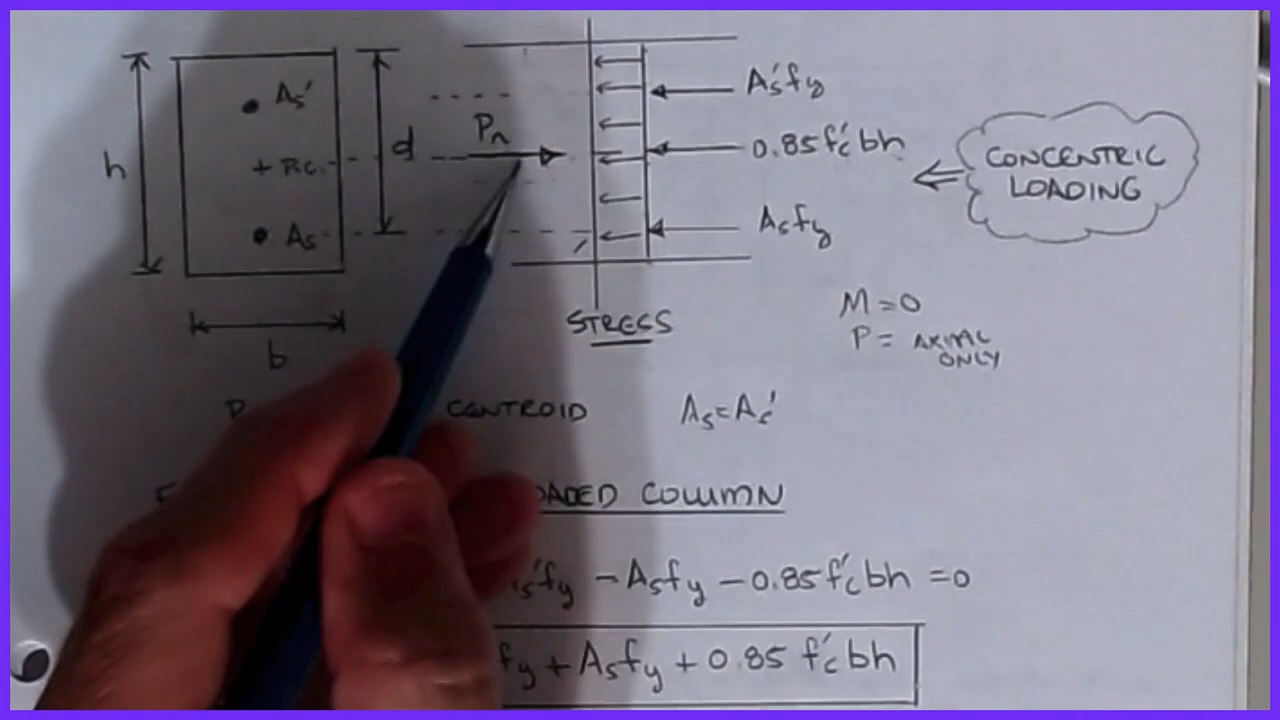 As'
h
+ P.C.
d
As
b
Pn
As'fy
0.85f'c bh
Asfy
STRESS
CONCENTRIC
LOADING
M = 0
P = AXIAL
ONLY
CENTROID As = As'
COLUMN
s'fy - Asfy - 0.85f'c bh = 0
fy + Asfy + 0.85 f'c bh